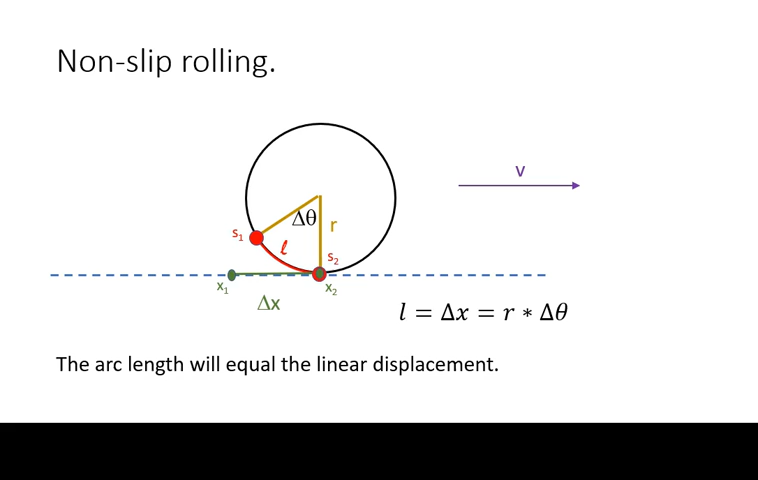 Non-slip rolling.
v
Δθ
r
s₁
l
s₂
x₁
x₂
Δx
l = Δx = r ∗ Δθ
The arc length will equal the linear displacement.